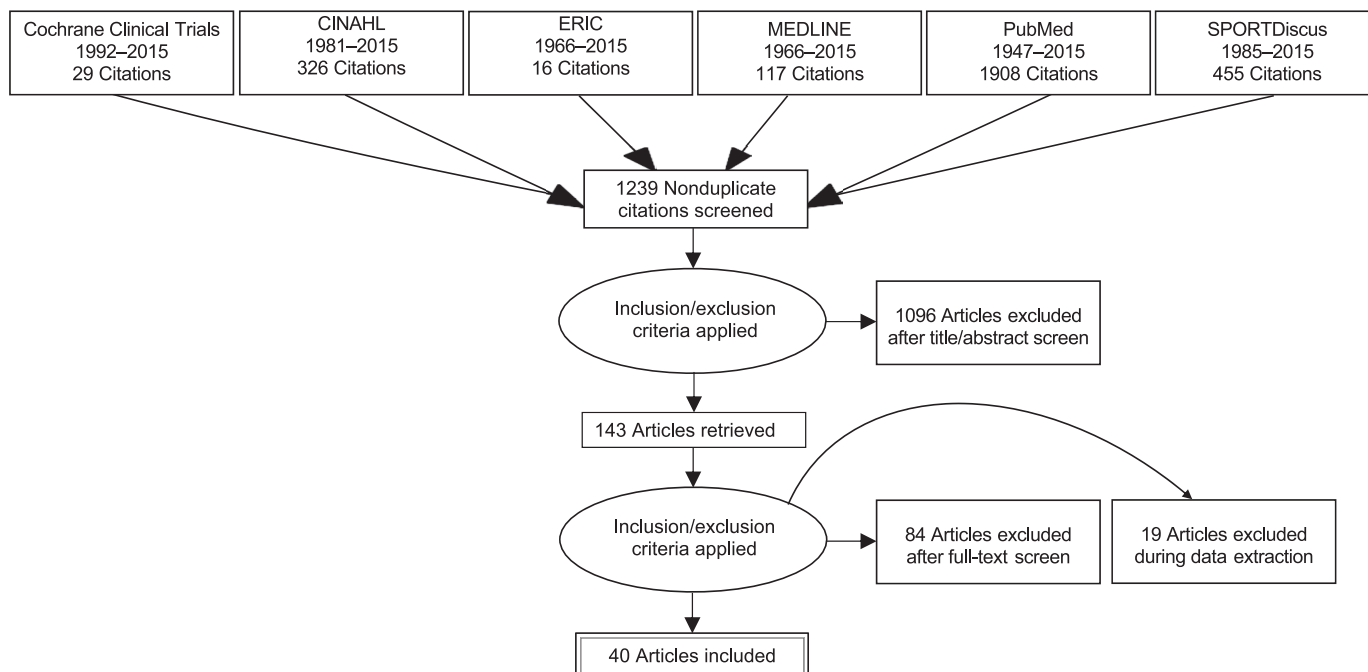 Cochrane Clinical Trials
1992–2015
29 Citations
CINAHL
1981–2015
326 Citations
ERIC
1966–2015
16 Citations
MEDLINE
1966–2015
117 Citations
PubMed
1947–2015
1908 Citations
SPORTDiscus
1985–2015
455 Citations
1239 Nonduplicate
citations screened
Inclusion/exclusion
criteria applied
1096 Articles excluded
after title/abstract screen
143 Articles retrieved
Inclusion/exclusion
criteria applied
84 Articles excluded
after full-text screen
19 Articles excluded
during data extraction
40 Articles included